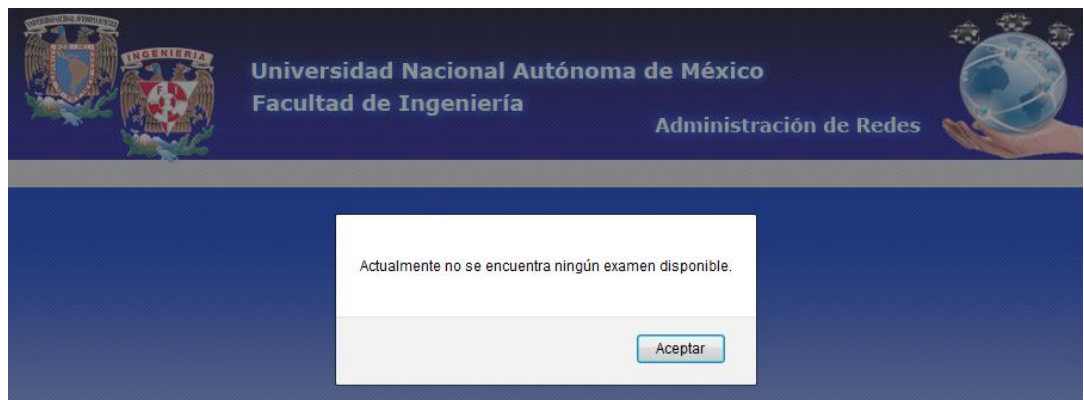 INGENIERIA
Universidad Nacional Autónoma de México
Facultad de Ingeniería
Administración de Redes
Actualmente no se encuentra ningún examen disponible.
Aceptar